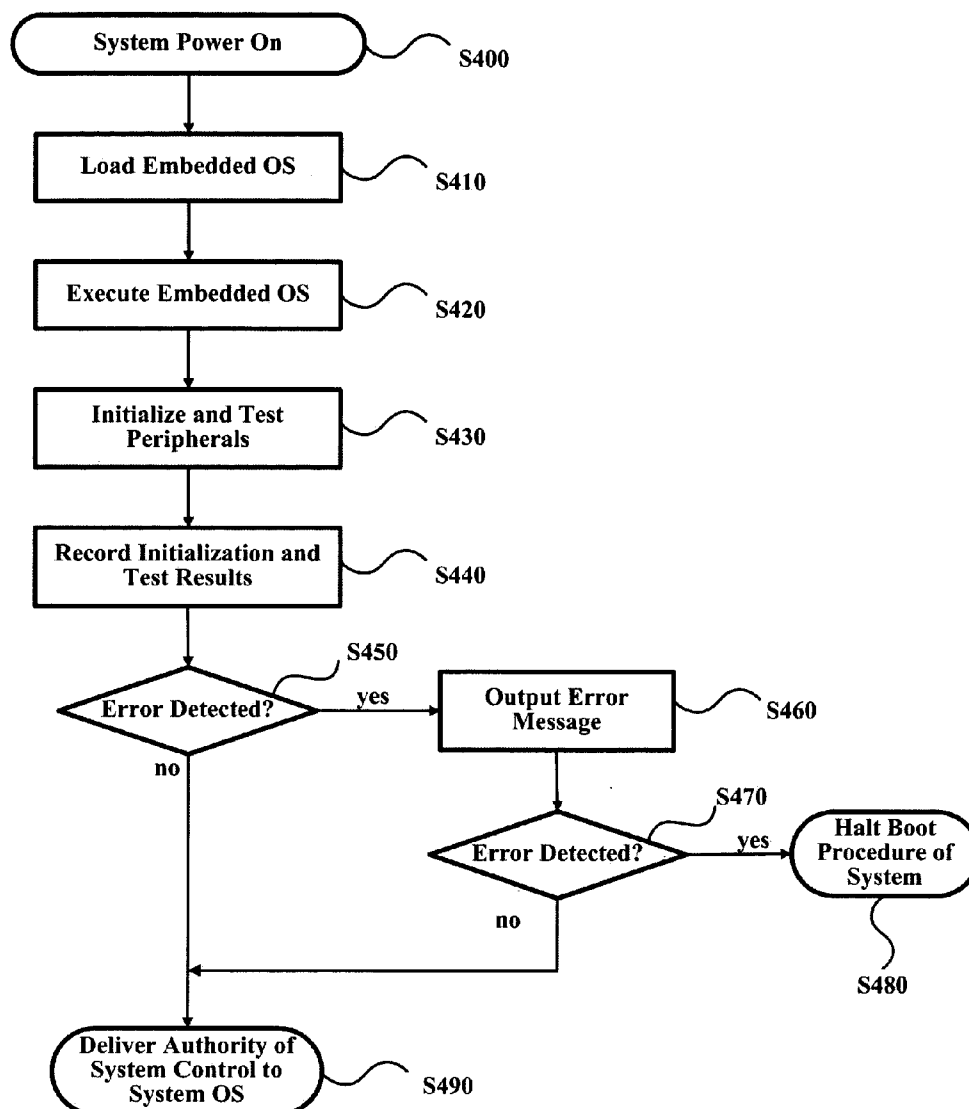 System Power On
S400
Load Embedded OS
S410
Execute Embedded OS
S420
Initialize and Test
Peripherals
S430
Record Initialization and
Test Results
S440
S450
Error Detected?
yes
no
Output Error
Message
S460
S470
Error Detected?
yes
no
Halt Boot
Procedure of
System
S480
Deliver Authority of
System Control to
System OS
S490